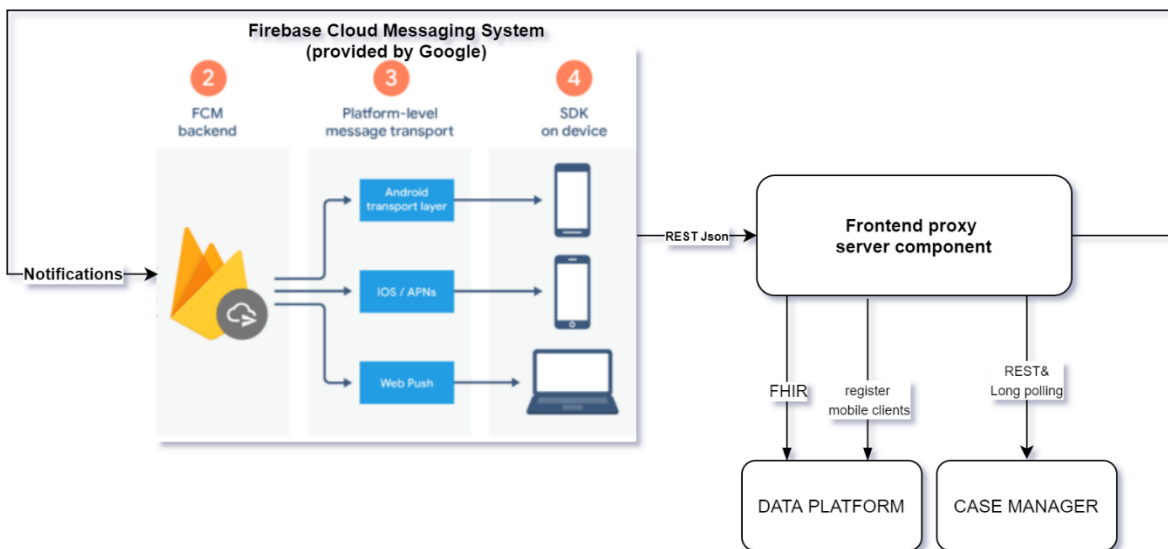 Firebase Cloud Messaging System
(provided by Google)
2
3
4
FCM
backend
Platform-level
message transport
SDK
on device
Android
transport layer
iOS / APNs
Web Push
Notifications
REST Json
Frontend proxy
server component
FHIR
register
mobile clients
REST&
Long polling
DATA PLATFORM
CASE MANAGER